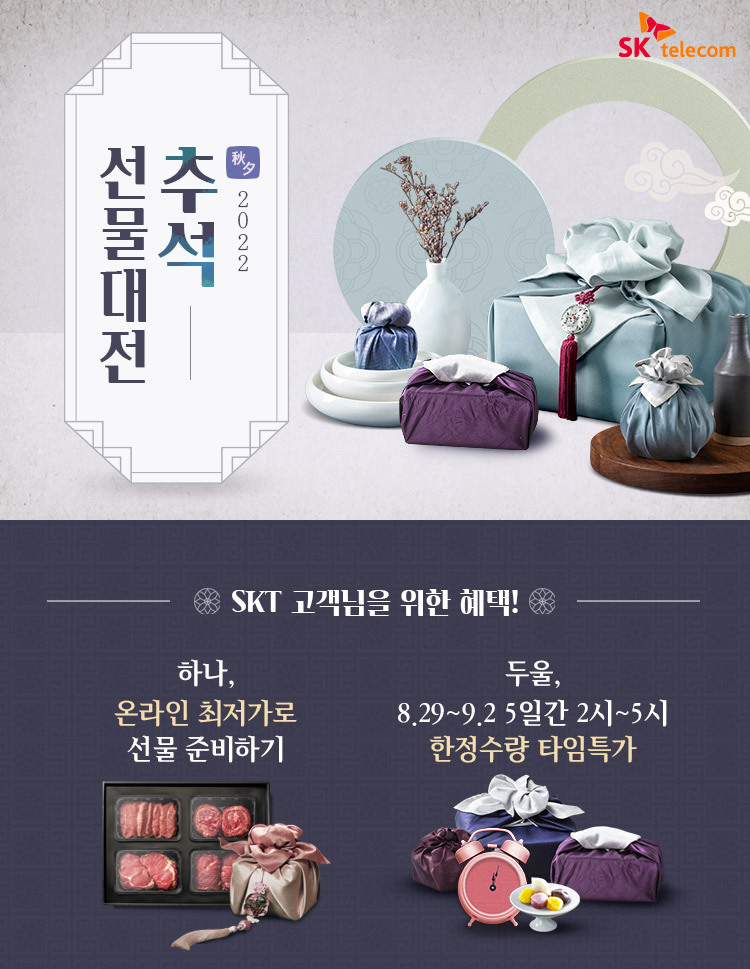 SK telecom
秋夕
2022
추석
선물대전
SKT 고객님을 위한 혜택!
하나,
온라인 최저가로
선물 준비하기
두울,
8.29~9.2 5일간 2시~5시
한정수량 타임특가